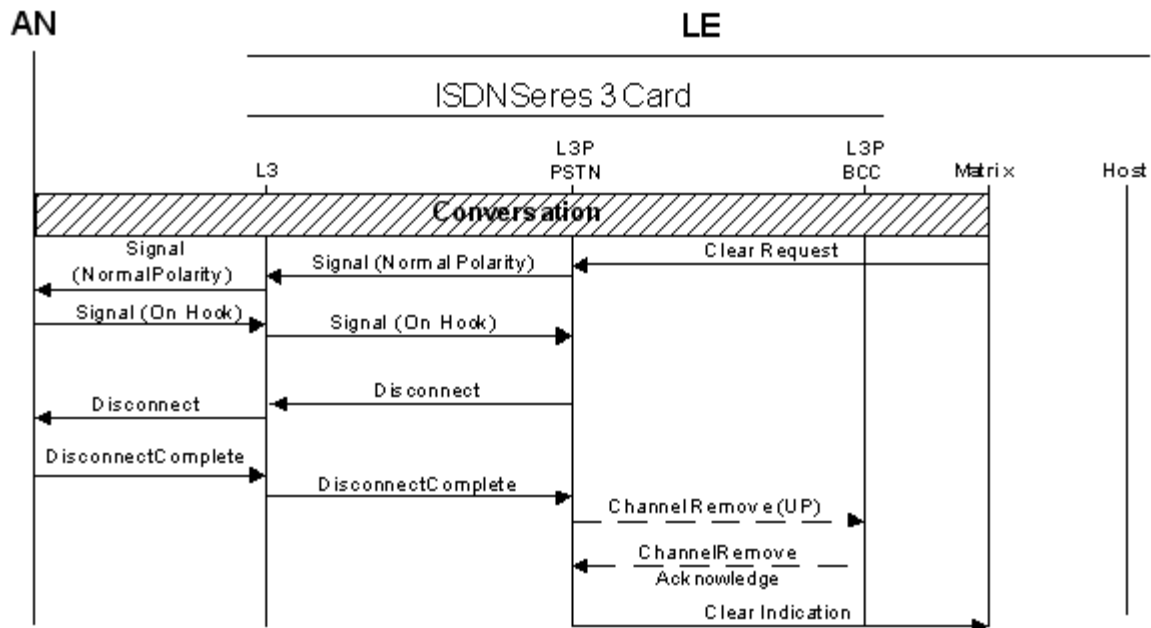 AN
LE
ISDNSeres 3 Card
L3
L3P
PSTN
L3P
BCC
Matrix
Host
Conversation
Signal
(NormalPolarity)
Signal (Normal Polarity)
Clear Request
Signal (On Hook)
Signal (On Hook)
Disconnect
Disconnect
DisconnectComplete
DisconnectComplete
ChannelRemove(UP)
ChannelRemove
Acknowledge
Clear Indication